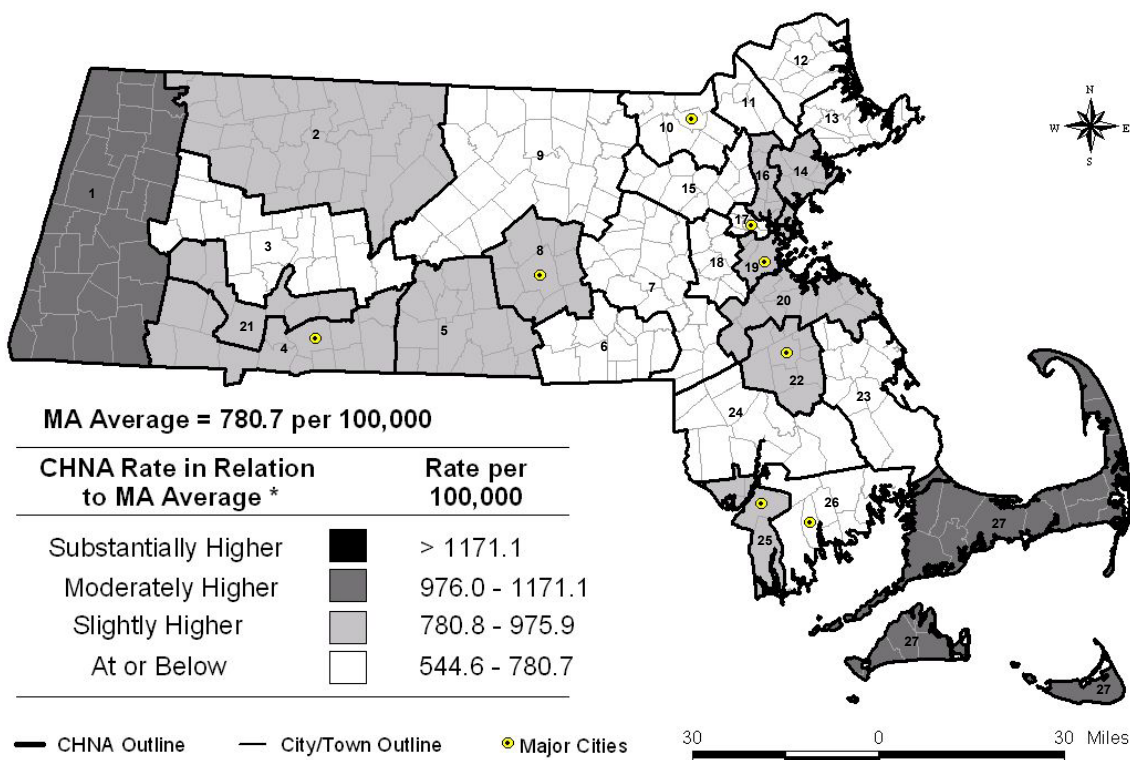 12
11
13
10
N
W E
S
2
9
16
14
15
1
17
3
8
18
19
7
20
21
5
6
4
22
23
24
MA Average = 780.7 per 100,000
CHNA Rate in Relation to MA Average *
Rate per 100,000
26
25
27
Substantially Higher > 1171.1
Moderately Higher 976.0 - 1171.1
Slightly Higher 780.8 - 975.9
At or Below 544.6 - 780.7
27
27
CHNA Outline City/Town Outline Major Cities
30 0 30 Miles